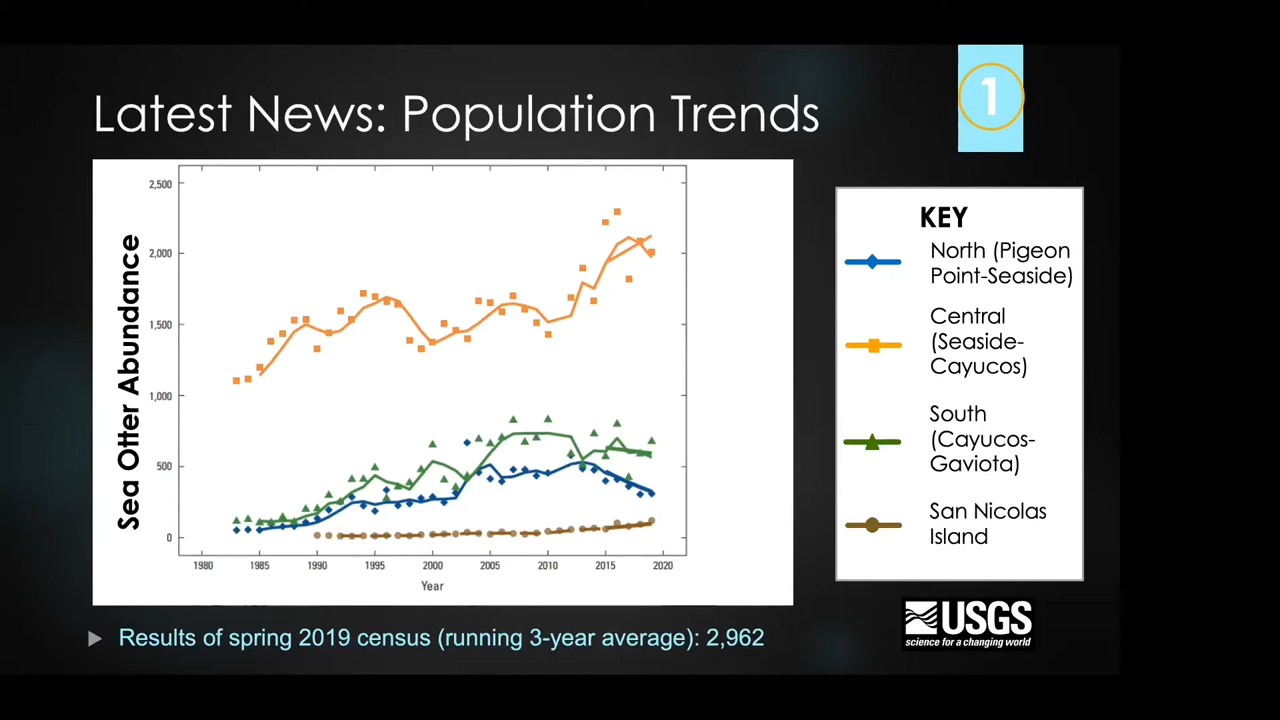 Latest News: Population Trends
1
Sea Otter Abundance
2,500
2,000
1,500
1,000
500
0
1980 1985 1990 1995 2000 2005 2010 2015 2020
Year
KEY
North (Pigeon
Point-Seaside)
Central
(Seaside-
Cayucos)
South
(Cayucos-
Gaviota)
San Nicolas
Island
Results of spring 2019 census (running 3-year average): 2,962
USGS
science for a changing world